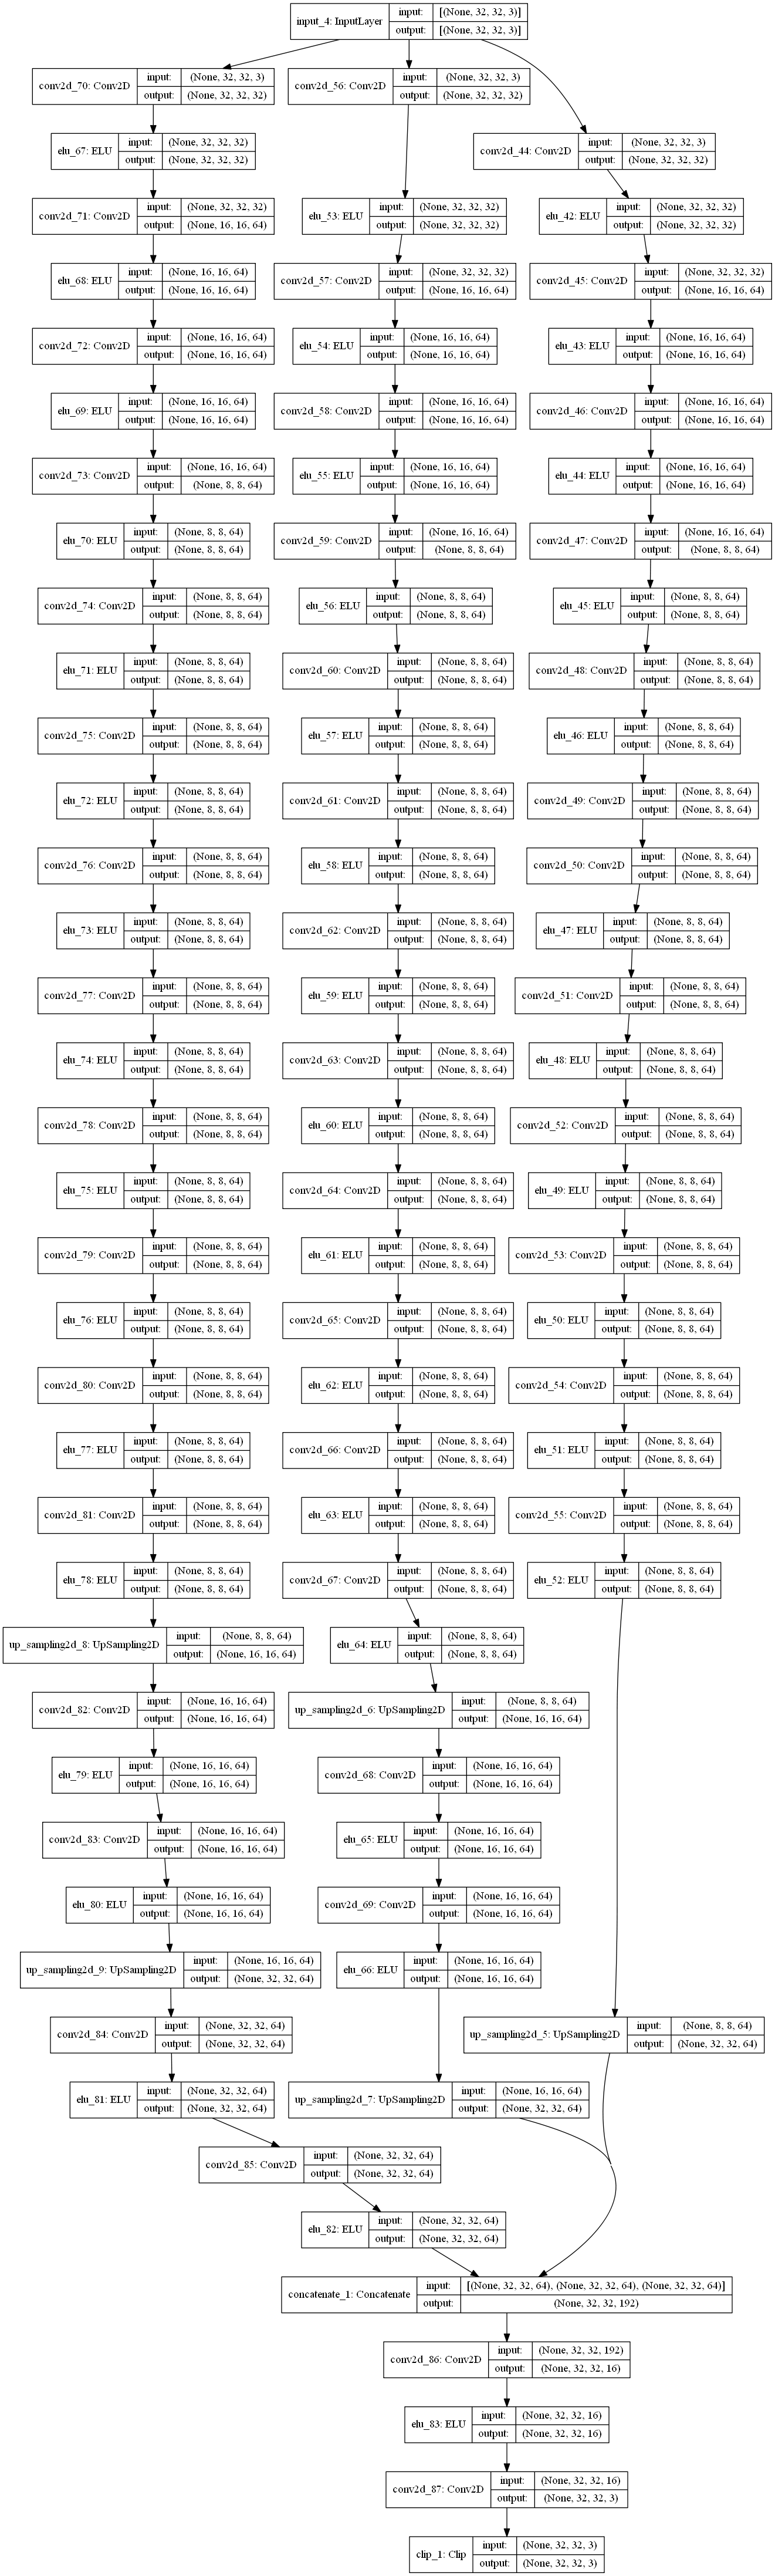 input_4: InputLayer
input: [(None, 32, 32, 3)]
output: [(None, 32, 32, 3)]
conv2d_70: Conv2D
input: (None, 32, 32, 3)
output: (None, 32, 32, 32)
elu_67: ELU
input: (None, 32, 32, 32)
output: (None, 32, 32, 32)
conv2d_71: Conv2D
input: (None, 32, 32, 32)
output: (None, 16, 16, 64)
elu_68: ELU
input: (None, 16, 16, 64)
output: (None, 16, 16, 64)
conv2d_72: Conv2D
input: (None, 16, 16, 64)
output: (None, 16, 16, 64)
elu_69: ELU
input: (None, 16, 16, 64)
output: (None, 16, 16, 64)
conv2d_73: Conv2D
input: (None, 16, 16, 64)
output: (None, 8, 8, 64)
elu_70: ELU
input: (None, 8, 8, 64)
output: (None, 8, 8, 64)
conv2d_74: Conv2D
input: (None, 8, 8, 64)
output: (None, 8, 8, 64)
elu_71: ELU
input: (None, 8, 8, 64)
output: (None, 8, 8, 64)
conv2d_75: Conv2D
input: (None, 8, 8, 64)
output: (None, 8, 8, 64)
elu_72: ELU
input: (None, 8, 8, 64)
output: (None, 8, 8, 64)
conv2d_76: Conv2D
input: (None, 8, 8, 64)
output: (None, 8, 8, 64)
elu_73: ELU
input: (None, 8, 8, 64)
output: (None, 8, 8, 64)
conv2d_77: Conv2D
input: (None, 8, 8, 64)
output: (None, 8, 8, 64)
elu_74: ELU
input: (None, 8, 8, 64)
output: (None, 8, 8, 64)
conv2d_78: Conv2D
input: (None, 8, 8, 64)
output: (None, 8, 8, 64)
elu_75: ELU
input: (None, 8, 8, 64)
output: (None, 8, 8, 64)
conv2d_79: Conv2D
input: (None, 8, 8, 64)
output: (None, 8, 8, 64)
elu_76: ELU
input: (None, 8, 8, 64)
output: (None, 8, 8, 64)
conv2d_80: Conv2D
input: (None, 8, 8, 64)
output: (None, 8, 8, 64)
elu_77: ELU
input: (None, 8, 8, 64)
output: (None, 8, 8, 64)
conv2d_81: Conv2D
input: (None, 8, 8, 64)
output: (None, 8, 8, 64)
elu_78: ELU
input: (None, 8, 8, 64)
output: (None, 8, 8, 64)
up_sampling2d_8: UpSampling2D
input: (None, 8, 8, 64)
output: (None, 16, 16, 64)
conv2d_82: Conv2D
input: (None, 16, 16, 64)
output: (None, 16, 16, 64)
elu_79: ELU
input: (None, 16, 16, 64)
output: (None, 16, 16, 64)
conv2d_83: Conv2D
input: (None, 16, 16, 64)
output: (None, 16, 16, 64)
elu_80: ELU
input: (None, 16, 16, 64)
output: (None, 16, 16, 64)
up_sampling2d_9: UpSampling2D
input: (None, 16, 16, 64)
output: (None, 32, 32, 64)
conv2d_84: Conv2D
input: (None, 32, 32, 64)
output: (None, 32, 32, 64)
elu_81: ELU
input: (None, 32, 32, 64)
output: (None, 32, 32, 64)
conv2d_85: Conv2D
input: (None, 32, 32, 64)
output: (None, 32, 32, 64)
elu_82: ELU
input: (None, 32, 32, 64)
output: (None, 32, 32, 64)
conv2d_56: Conv2D
input: (None, 32, 32, 3)
output: (None, 32, 32, 32)
elu_53: ELU
input: (None, 32, 32, 32)
output: (None, 32, 32, 32)
conv2d_57: Conv2D
input: (None, 32, 32, 32)
output: (None, 16, 16, 64)
elu_54: ELU
input: (None, 16, 16, 64)
output: (None, 16, 16, 64)
conv2d_58: Conv2D
input: (None, 16, 16, 64)
output: (None, 16, 16, 64)
elu_55: ELU
input: (None, 16, 16, 64)
output: (None, 16, 16, 64)
conv2d_59: Conv2D
input: (None, 16, 16, 64)
output: (None, 8, 8, 64)
elu_56: ELU
input: (None, 8, 8, 64)
output: (None, 8, 8, 64)
conv2d_60: Conv2D
input: (None, 8, 8, 64)
output: (None, 8, 8, 64)
elu_57: ELU
input: (None, 8, 8, 64)
output: (None, 8, 8, 64)
conv2d_61: Conv2D
input: (None, 8, 8, 64)
output: (None, 8, 8, 64)
elu_58: ELU
input: (None, 8, 8, 64)
output: (None, 8, 8, 64)
conv2d_62: Conv2D
input: (None, 8, 8, 64)
output: (None, 8, 8, 64)
elu_59: ELU
input: (None, 8, 8, 64)
output: (None, 8, 8, 64)
conv2d_63: Conv2D
input: (None, 8, 8, 64)
output: (None, 8, 8, 64)
elu_60: ELU
input: (None, 8, 8, 64)
output: (None, 8, 8, 64)
conv2d_64: Conv2D
input: (None, 8, 8, 64)
output: (None, 8, 8, 64)
elu_61: ELU
input: (None, 8, 8, 64)
output: (None, 8, 8, 64)
conv2d_65: Conv2D
input: (None, 8, 8, 64)
output: (None, 8, 8, 64)
elu_62: ELU
input: (None, 8, 8, 64)
output: (None, 8, 8, 64)
conv2d_66: Conv2D
input: (None, 8, 8, 64)
output: (None, 8, 8, 64)
elu_63: ELU
input: (None, 8, 8, 64)
output: (None, 8, 8, 64)
conv2d_67: Conv2D
input: (None, 8, 8, 64)
output: (None, 8, 8, 64)
elu_64: ELU
input: (None, 8, 8, 64)
output: (None, 8, 8, 64)
up_sampling2d_6: UpSampling2D
input: (None, 8, 8, 64)
output: (None, 16, 16, 64)
conv2d_68: Conv2D
input: (None, 16, 16, 64)
output: (None, 16, 16, 64)
elu_65: ELU
input: (None, 16, 16, 64)
output: (None, 16, 16, 64)
conv2d_69: Conv2D
input: (None, 16, 16, 64)
output: (None, 16, 16, 64)
elu_66: ELU
input: (None, 16, 16, 64)
output: (None, 16, 16, 64)
up_sampling2d_7: UpSampling2D
input: (None, 16, 16, 64)
output: (None, 32, 32, 64)
conv2d_44: Conv2D
input: (None, 32, 32, 3)
output: (None, 32, 32, 32)
elu_42: ELU
input: (None, 32, 32, 32)
output: (None, 32, 32, 32)
conv2d_45: Conv2D
input: (None, 32, 32, 32)
output: (None, 16, 16, 64)
elu_43: ELU
input: (None, 16, 16, 64)
output: (None, 16, 16, 64)
conv2d_46: Conv2D
input: (None, 16, 16, 64)
output: (None, 16, 16, 64)
elu_44: ELU
input: (None, 16, 16, 64)
output: (None, 16, 16, 64)
conv2d_47: Conv2D
input: (None, 16, 16, 64)
output: (None, 8, 8, 64)
elu_45: ELU
input: (None, 8, 8, 64)
output: (None, 8, 8, 64)
conv2d_48: Conv2D
input: (None, 8, 8, 64)
output: (None, 8, 8, 64)
elu_46: ELU
input: (None, 8, 8, 64)
output: (None, 8, 8, 64)
conv2d_49: Conv2D
input: (None, 8, 8, 64)
output: (None, 8, 8, 64)
conv2d_50: Conv2D
input: (None, 8, 8, 64)
output: (None, 8, 8, 64)
elu_47: ELU
input: (None, 8, 8, 64)
output: (None, 8, 8, 64)
conv2d_51: Conv2D
input: (None, 8, 8, 64)
output: (None, 8, 8, 64)
elu_48: ELU
input: (None, 8, 8, 64)
output: (None, 8, 8, 64)
conv2d_52: Conv2D
input: (None, 8, 8, 64)
output: (None, 8, 8, 64)
elu_49: ELU
input: (None, 8, 8, 64)
output: (None, 8, 8, 64)
conv2d_53: Conv2D
input: (None, 8, 8, 64)
output: (None, 8, 8, 64)
elu_50: ELU
input: (None, 8, 8, 64)
output: (None, 8, 8, 64)
conv2d_54: Conv2D
input: (None, 8, 8, 64)
output: (None, 8, 8, 64)
elu_51: ELU
input: (None, 8, 8, 64)
output: (None, 8, 8, 64)
conv2d_55: Conv2D
input: (None, 8, 8, 64)
output: (None, 8, 8, 64)
elu_52: ELU
input: (None, 8, 8, 64)
output: (None, 8, 8, 64)
up_sampling2d_5: UpSampling2D
input: (None, 8, 8, 64)
output: (None, 32, 32, 64)
concatenate_1: Concatenate
input: [(None, 32, 32, 64), (None, 32, 32, 64), (None, 32, 32, 64)]
output: (None, 32, 32, 192)
conv2d_86: Conv2D
input: (None, 32, 32, 192)
output: (None, 32, 32, 16)
elu_83: ELU
input: (None, 32, 32, 16)
output: (None, 32, 32, 16)
conv2d_87: Conv2D
input: (None, 32, 32, 16)
output: (None, 32, 32, 3)
clip_1: Clip
input: (None, 32, 32, 3)
output: (None, 32, 32, 3)